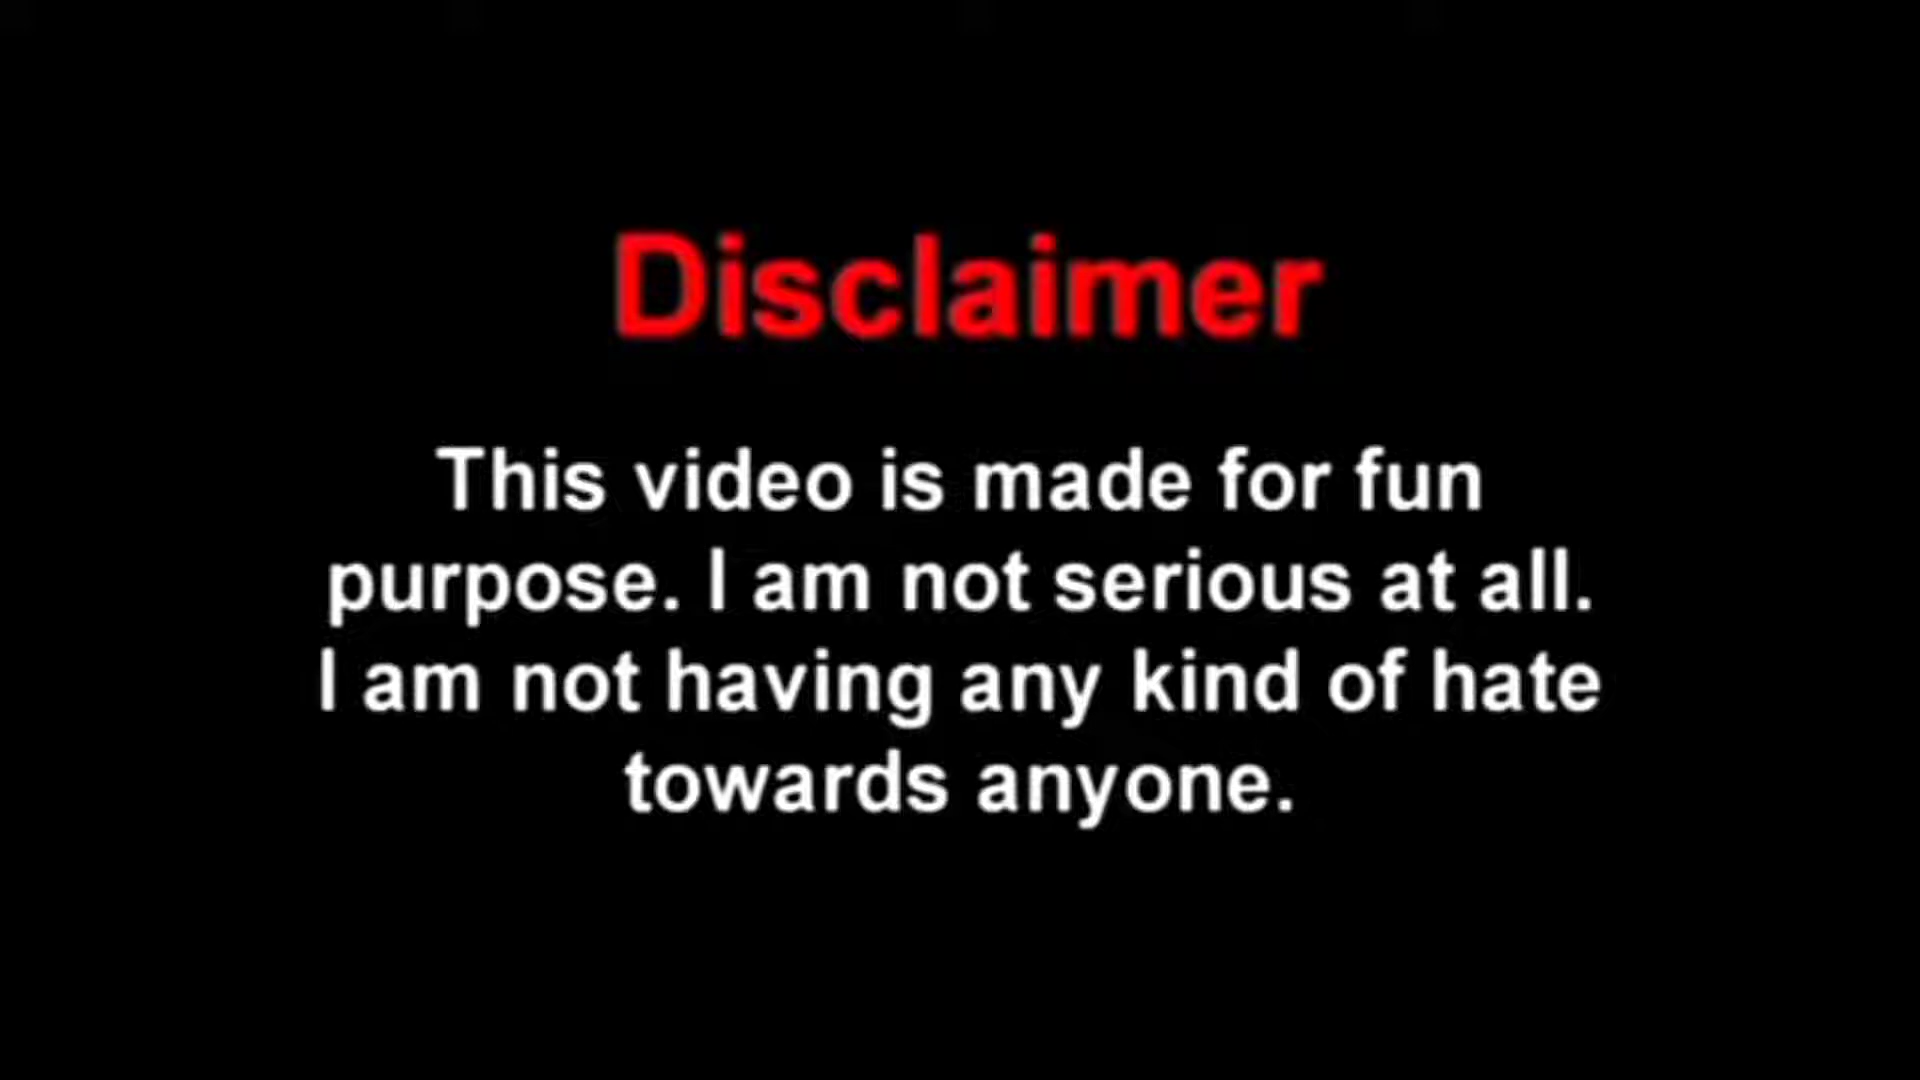 Disclaimer
This video is made for fun
purpose. I am not serious at all.
I am not having any kind of hate
towards anyone.